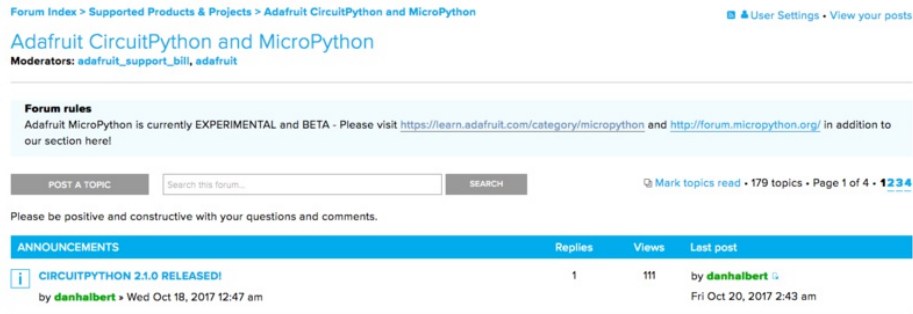 Forum Index > Supported Products & Projects > Adafruit CircuitPython and MicroPython
User Settings • View your posts
Adafruit CircuitPython and MicroPython
Moderators: adafruit_support_bill, adafruit
Forum rules
Adafruit MicroPython is currently EXPERIMENTAL and BETA - Please visit https://learn.adafruit.com/category/micropython and http://forum.micropython.org/ in addition to
our section here!
POST A TOPIC
Search this forum...
SEARCH
Mark topics read • 179 topics • Page 1 of 4 • 1 2 3 4
Please be positive and constructive with your questions and comments.
ANNOUNCEMENTS Replies Views Last post
i CIRCUITPYTHON 2.1.0 RELEASED! 1 111 by danhalbert
by danhalbert » Wed Oct 18, 2017 12:47 am Fri Oct 20, 2017 2:43 am